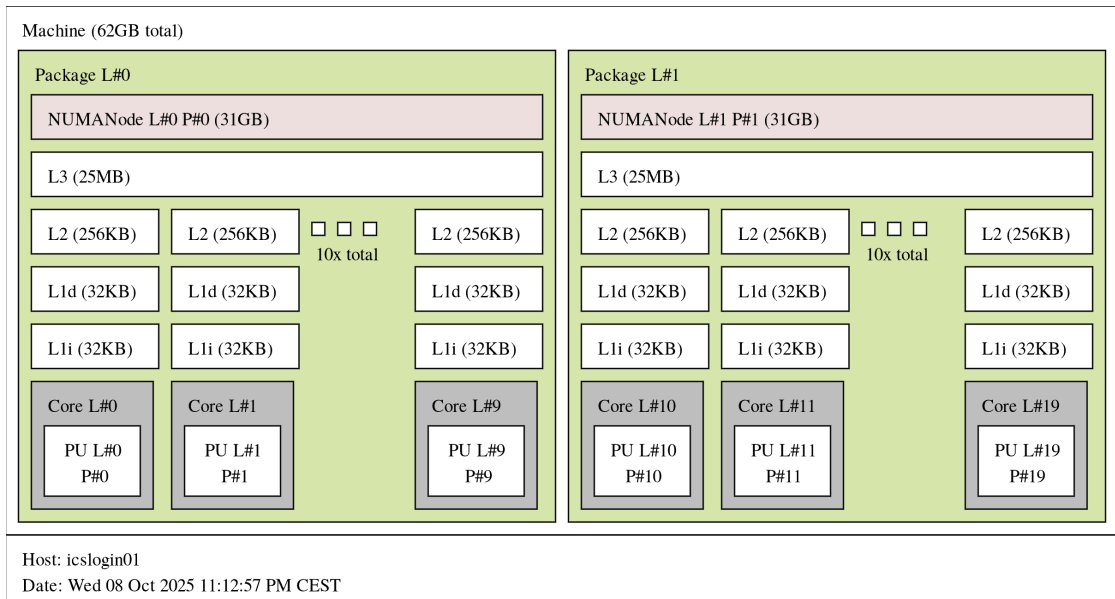 Machine (62GB total)
Package L#0
NUMANode L#0 P#0 (31GB)
L3 (25MB)
L2 (256KB) L2 (256KB) L2 (256KB)
10x total
L1d (32KB) L1d (32KB) L1d (32KB)
L1i (32KB) L1i (32KB) L1i (32KB)
Core L#0 Core L#1 Core L#9
PU L#0 PU L#1 PU L#9
P#0 P#1 P#9
Package L#1
NUMANode L#1 P#1 (31GB)
L3 (25MB)
L2 (256KB) L2 (256KB) L2 (256KB)
10x total
L1d (32KB) L1d (32KB) L1d (32KB)
L1i (32KB) L1i (32KB) L1i (32KB)
Core L#10 Core L#11 Core L#19
PU L#10 PU L#11 PU L#19
P#10 P#11 P#19
Host: icslogin01
Date: Wed 08 Oct 2025 11:12:57 PM CEST